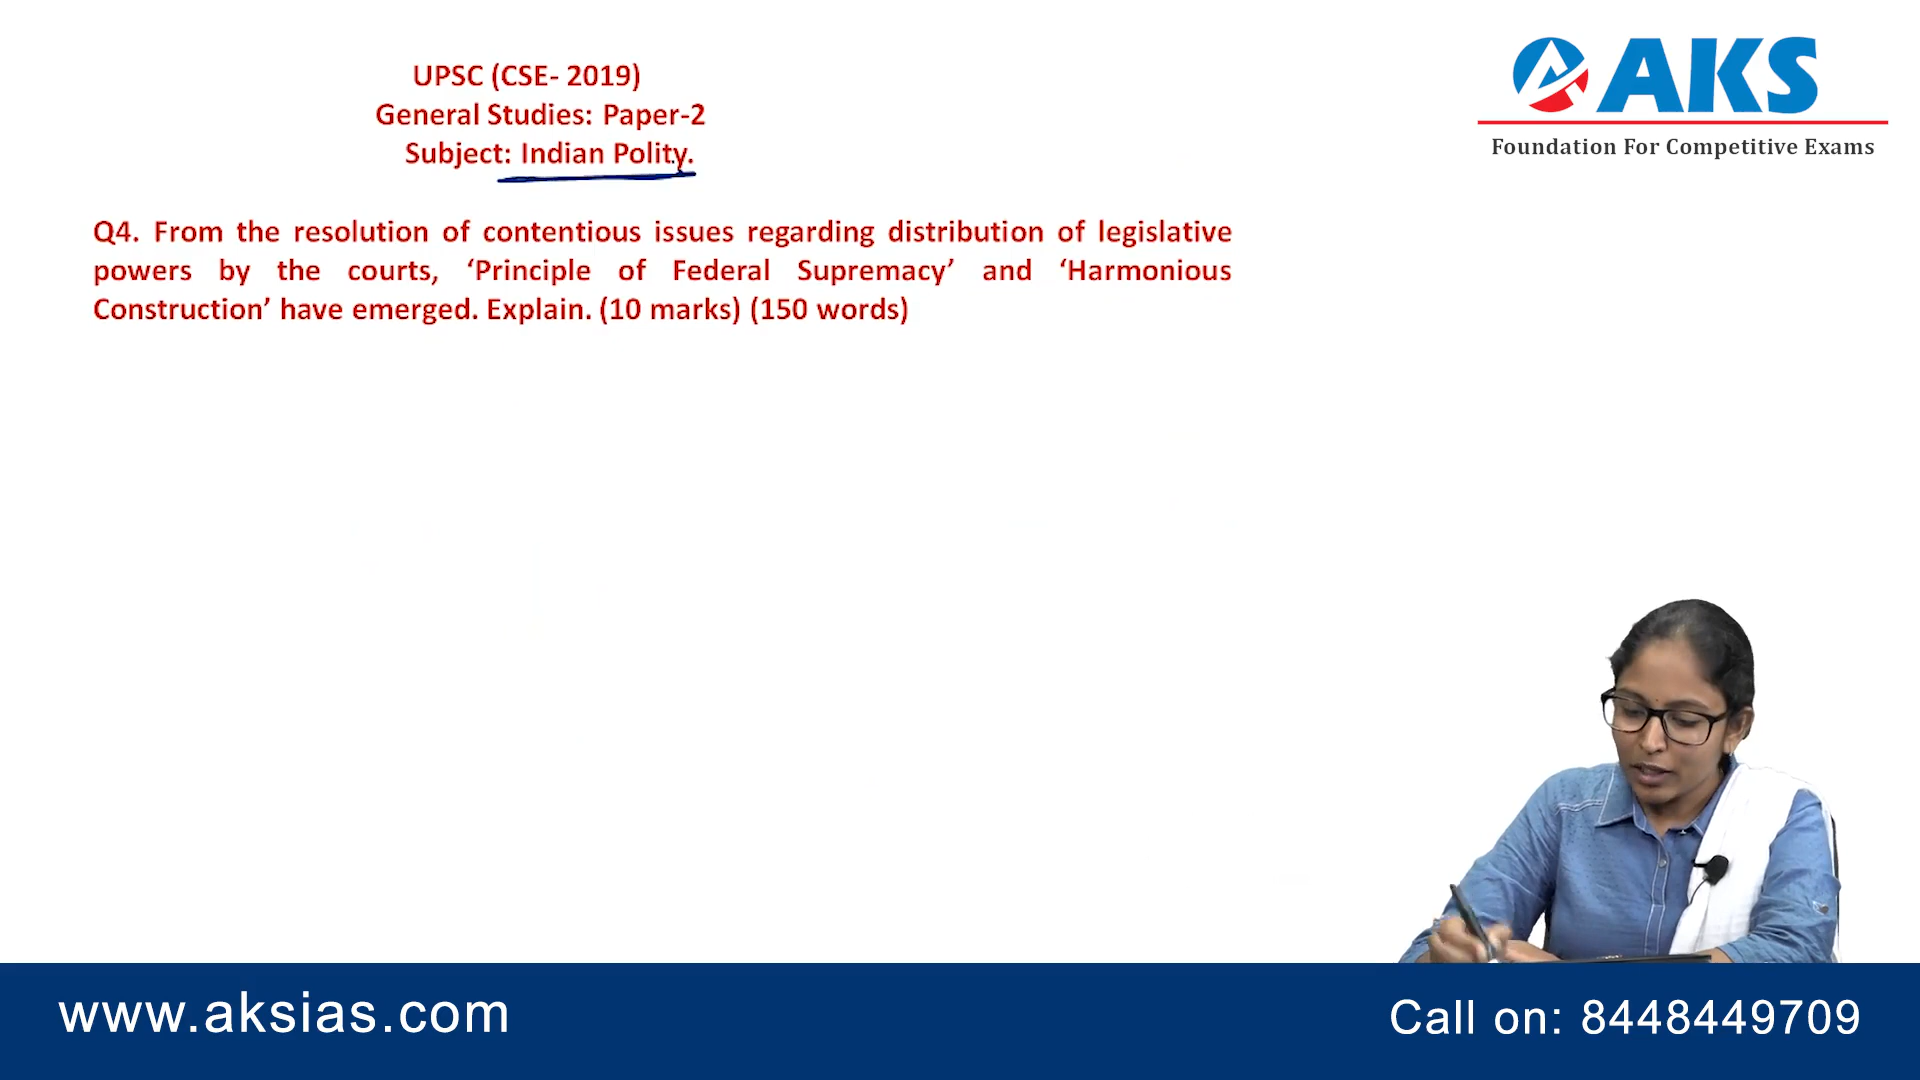 UPSC (CSE- 2019)
General Studies: Paper-2
Subject: Indian Polity.
AKS
Foundation For Competitive Exams
Q4. From the resolution of contentious issues regarding distribution of legislative
powers by the courts, ‘Principle of Federal Supremacy’ and ‘Harmonious
Construction’ have emerged. Explain. (10 marks) (150 words)
www.aksias.com
Call on: 8448449709